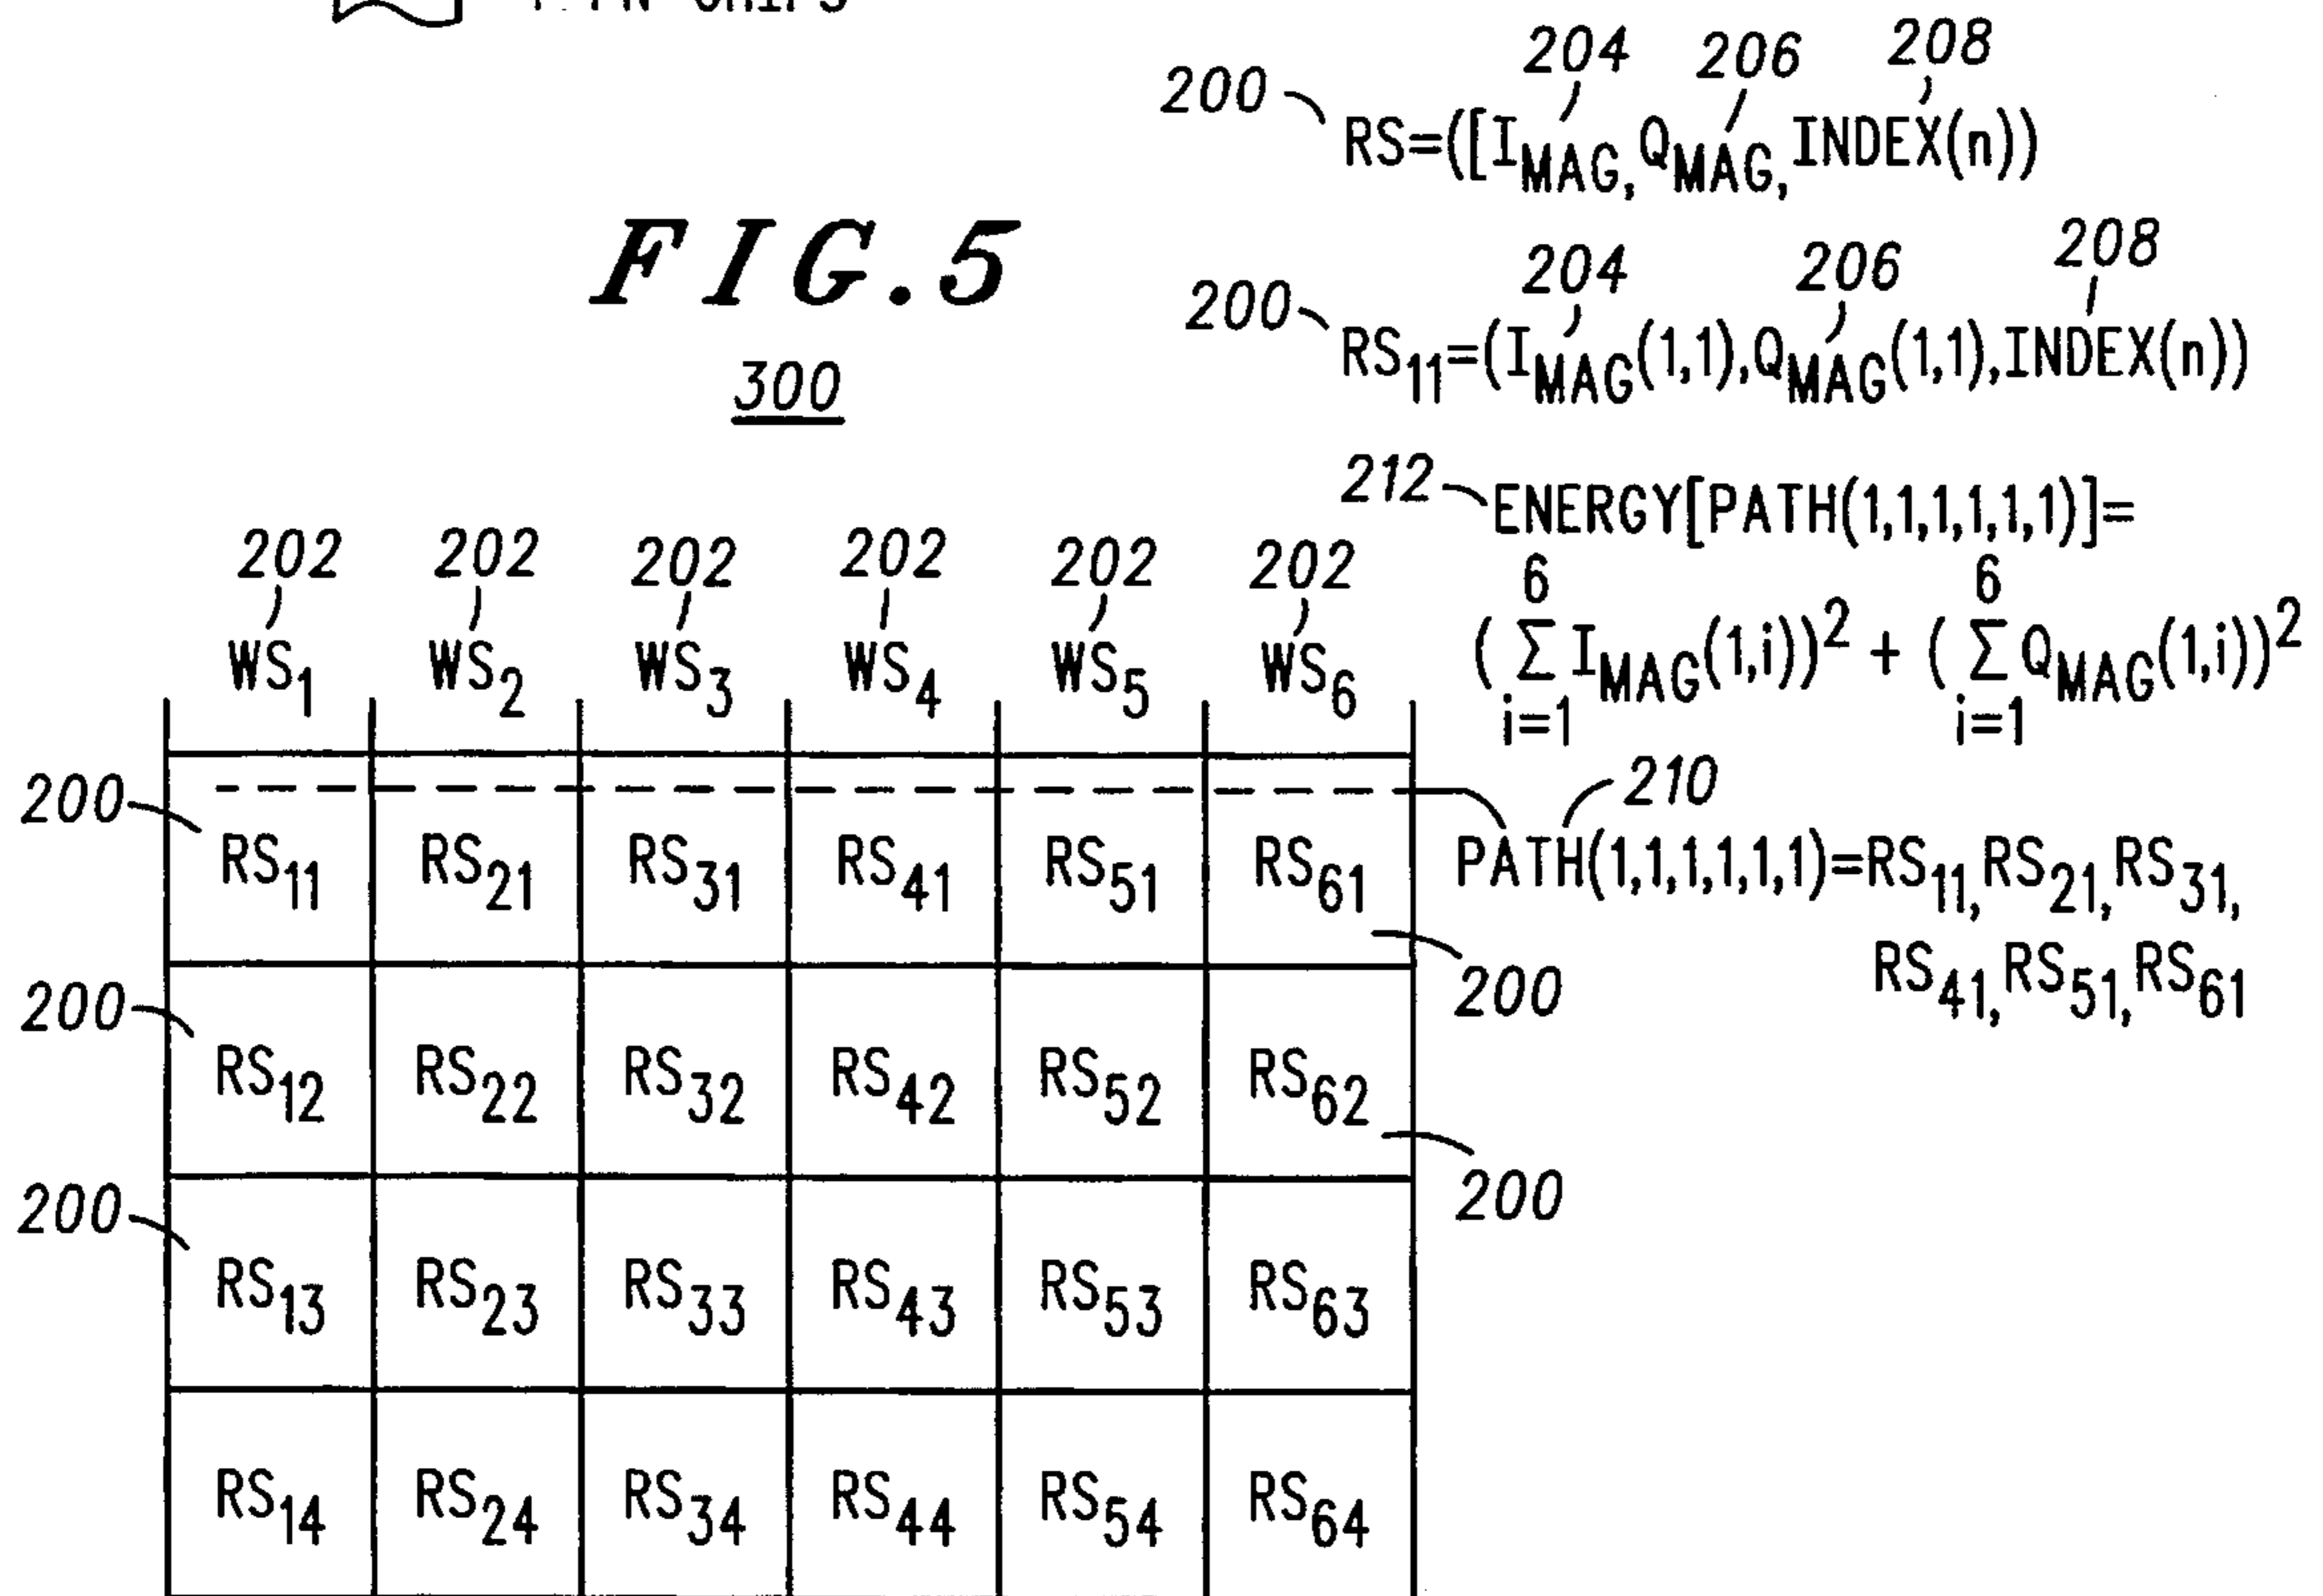 204 206 208
200 RS=([I_MAG, Q_MAG, INDEX(n))
FIG.5
300
204 206 208
200 RS_11=(I_MAG(1,1),Q_MAG(1,1),INDEX(n))
212 ENERGY[PATH(1,1,1,1,1,1)]=
6 6
(Σ I_MAG(1,i))² + (Σ Q_MAG(1,i))²
i=1 i=1
202 202 202 202 202 202
WS_1 WS_2 WS_3 WS_4 WS_5 WS_6
210
200 RS_11 RS_21 RS_31 RS_41 RS_51 RS_61 PATH(1,1,1,1,1,1)=RS_11, RS_21, RS_31,
200 RS_41, RS_51, RS_61
200 RS_12 RS_22 RS_32 RS_42 RS_52 RS_62
200
200 RS_13 RS_23 RS_33 RS_43 RS_53 RS_63
RS_14 RS_24 RS_34 RS_44 RS_54 RS_64